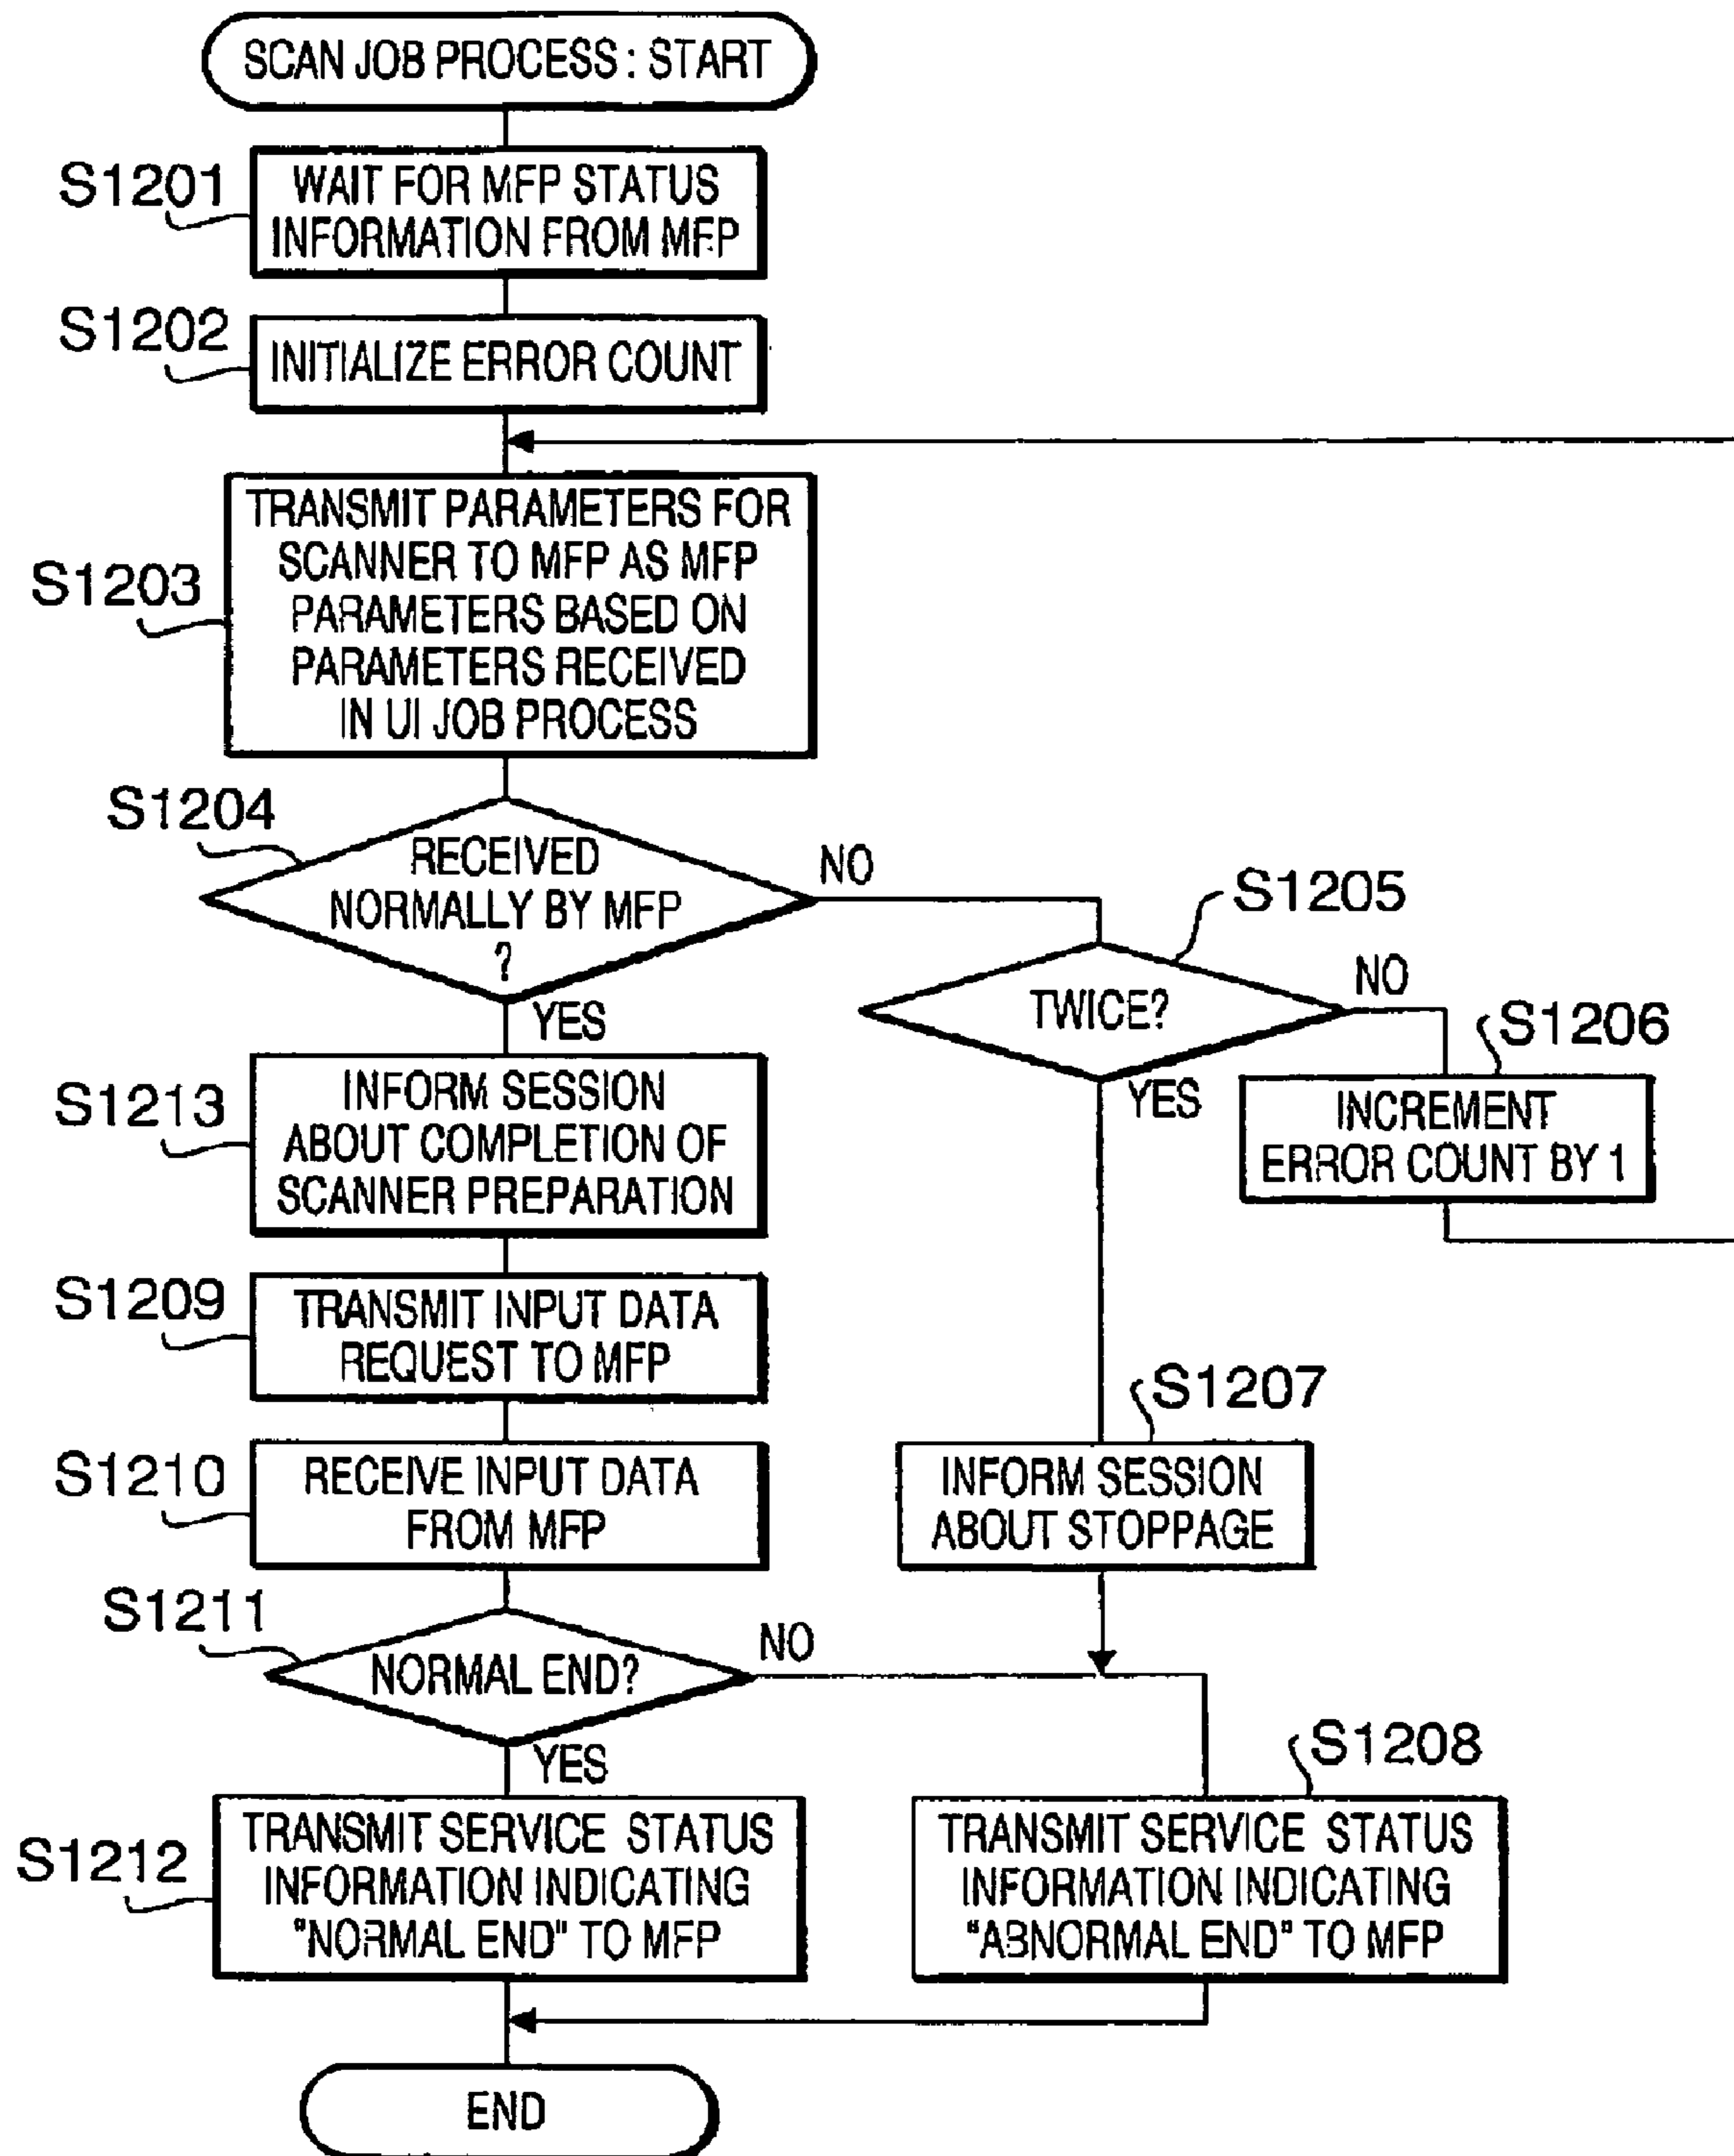 SCAN JOB PROCESS : START
S1201
WAIT FOR MFP STATUS
INFORMATION FROM MFP
S1202
INITIALIZE ERROR COUNT
S1203
TRANSMIT PARAMETERS FOR
SCANNER TO MFP AS MFP
PARAMETERS BASED ON
PARAMETERS RECEIVED
IN UI JOB PROCESS
S1204
RECEIVED
NORMALLY BY MFP
?
NO
YES
S1205
TWICE?
NO
YES
S1206
INCREMENT
ERROR COUNT BY 1
S1213
INFORM SESSION
ABOUT COMPLETION OF
SCANNER PREPARATION
S1209
TRANSMIT INPUT DATA
REQUEST TO MFP
S1207
INFORM SESSION
ABOUT STOPPAGE
S1210
RECEIVE INPUT DATA
FROM MFP
S1211
NORMAL END?
NO
YES
S1208
TRANSMIT SERVICE STATUS
INFORMATION INDICATING
"ABNORMAL END" TO MFP
S1212
TRANSMIT SERVICE STATUS
INFORMATION INDICATING
"NORMAL END" TO MFP
END